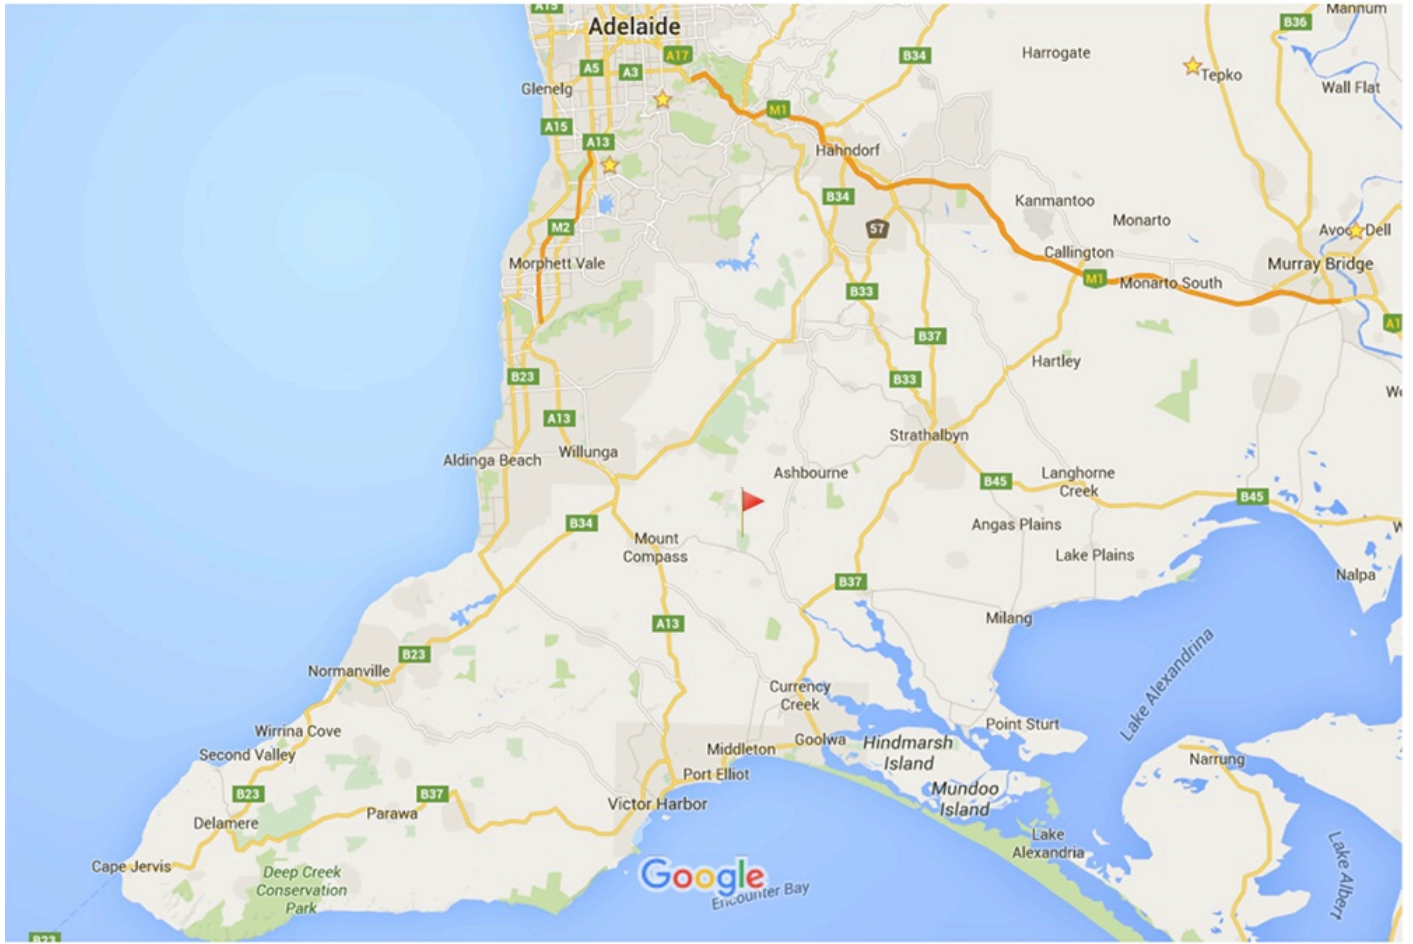 A15
Adelaide
B36
Mannum
A17
B34
Harrogate
A5
A3
Tepko
Glenelg
Wall Flat
M1
A15
A13
Hahndorf
B34
Kanmantoo
Monarto
M2
57
Avoc
Dell
Callington
Morphett Vale
Murray Bridge
M1
Monarto South
B33
A1
B37
Hartley
B23
B33
A13
Strathalbyn
Willunga
Aldinga Beach
Ashbourne
Langhorne
Creek
B45
B45
B34
Angas Plains
Mount
Compass
Lake Plains
Nalpa
B37
Milang
A13
Lake Alexandrina
B23
Normanville
Currency
Creek
Point Sturt
Wirrina Cove
Second Valley
Middleton
Goolwa
Hindmarsh
Island
Narrung
Port Elliot
B23
B37
Mundoo
Island
Victor Harbor
Parawa
Delamere
Lake
Alexandria
Cape Jervis
Deep Creek
Conservation
Park
Google
Encounter Bay
Lake Albert
B23